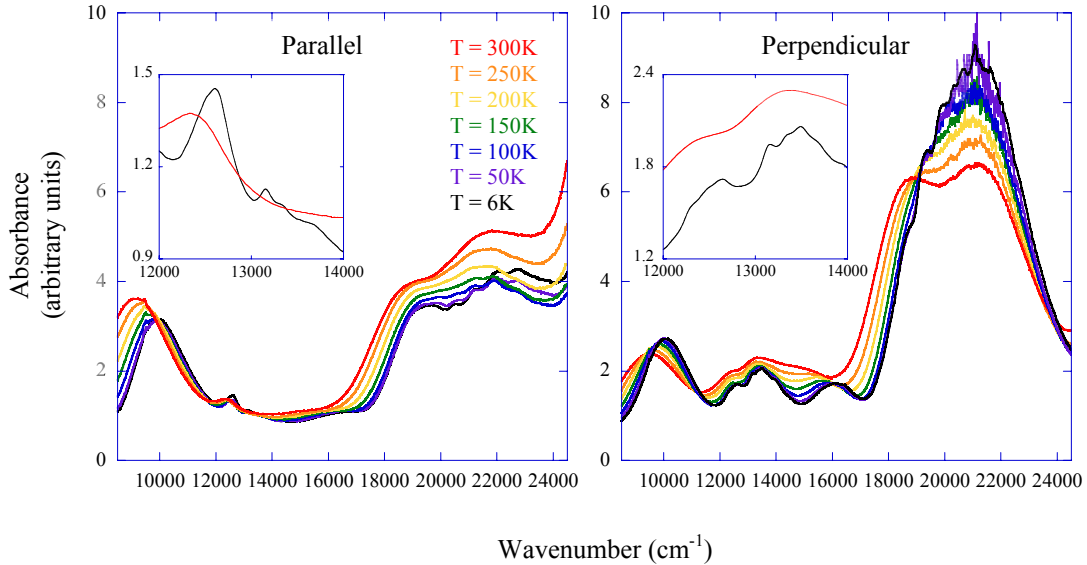 Parallel
Perpendicular
T = 300K
T = 250K
T = 200K
T = 150K
T = 100K
T = 50K
T = 6K
Absorbance
(arbitrary units)
10
8
6
4
2
0
10000 12000 14000 16000 18000 20000 22000 24000
1.5
1.2
0.9
12000 13000 14000
10
8
6
4
2
0
10000 12000 14000 16000 18000 20000 22000 24000
2.4
1.8
1.2
12000 13000 14000
Wavenumber (cm⁻¹)